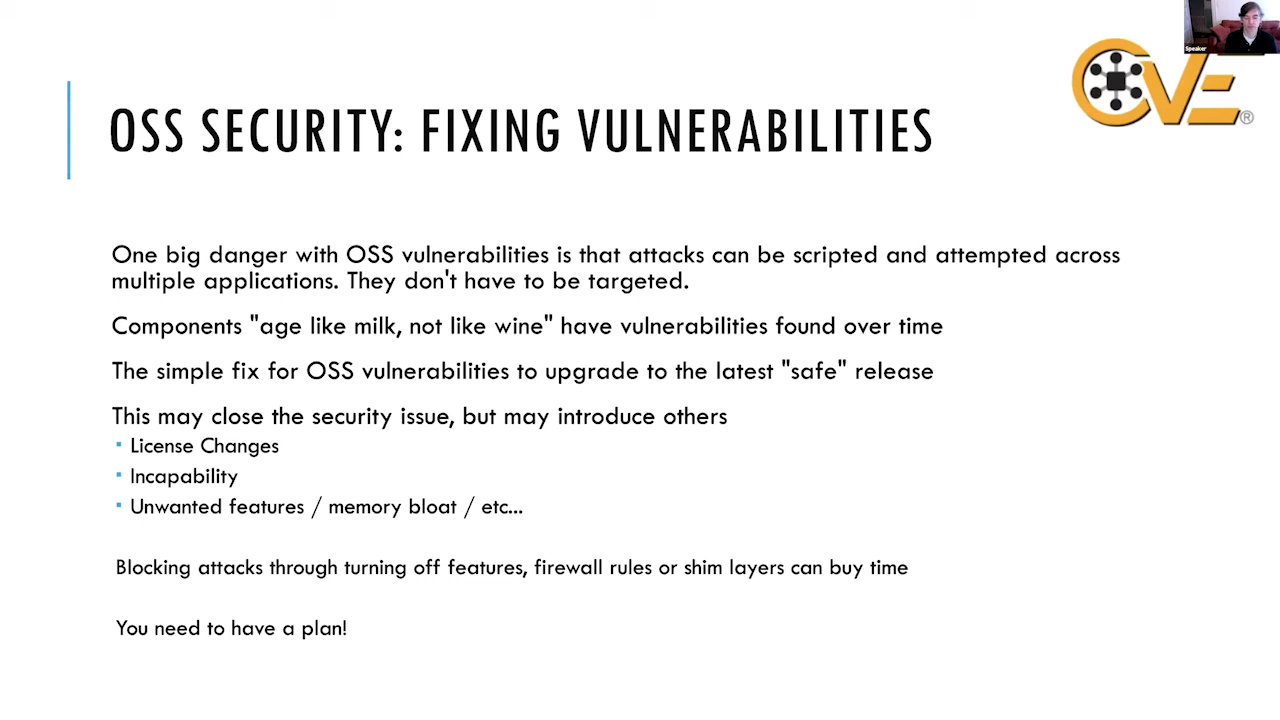 Speaker
CVE®
OSS SECURITY: FIXING VULNERABILITIES
One big danger with OSS vulnerabilities is that attacks can be scripted and attempted across
multiple applications. They don't have to be targeted.
Components "age like milk, not like wine" have vulnerabilities found over time
The simple fix for OSS vulnerabilities to upgrade to the latest "safe" release
This may close the security issue, but may introduce others
▪ License Changes
▪ Incapability
▪ Unwanted features / memory bloat / etc...
Blocking attacks through turning off features, firewall rules or shim layers can buy time
You need to have a plan!